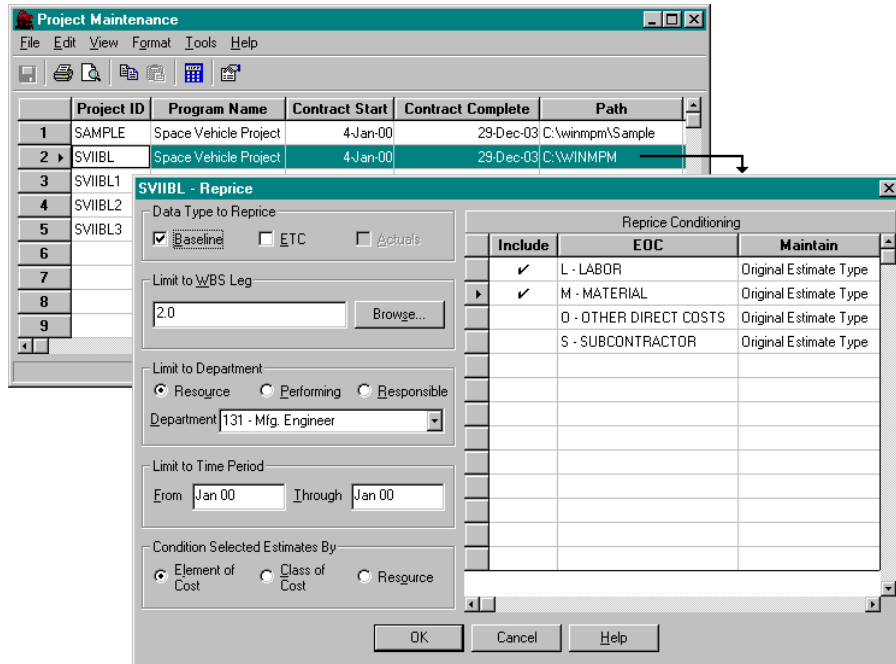 Project Maintenance
File Edit View Format Tools Help
Project ID Program Name Contract Start Contract Complete Path
1 SAMPLE Space Vehicle Project 4-Jan-00 29-Dec-03 C:\winmpm\Sample
2 SVIIBL Space Vehicle Project 4-Jan-00 29-Dec-03 C:\WINMPM
3 SVIIBL1
4 SVIIBL2
5 SVIIBL3
6
7
8
9
SVIIBL - Reprice
Data Type to Reprice
Baseline ETC Actuals
Limit to WBS Leg
2.0 Browse...
Limit to Department
Resource Performing Responsible
Department 131 - Mfg. Engineer
Limit to Time Period
From Jan 00 Through Jan 00
Condition Selected Estimates By
Element of Cost Class of Cost Resource
Reprice Conditioning
Include EOC Maintain
✔ L - LABOR Original Estimate Type
✔ M - MATERIAL Original Estimate Type
O - OTHER DIRECT COSTS Original Estimate Type
S - SUBCONTRACTOR Original Estimate Type
OK Cancel Help